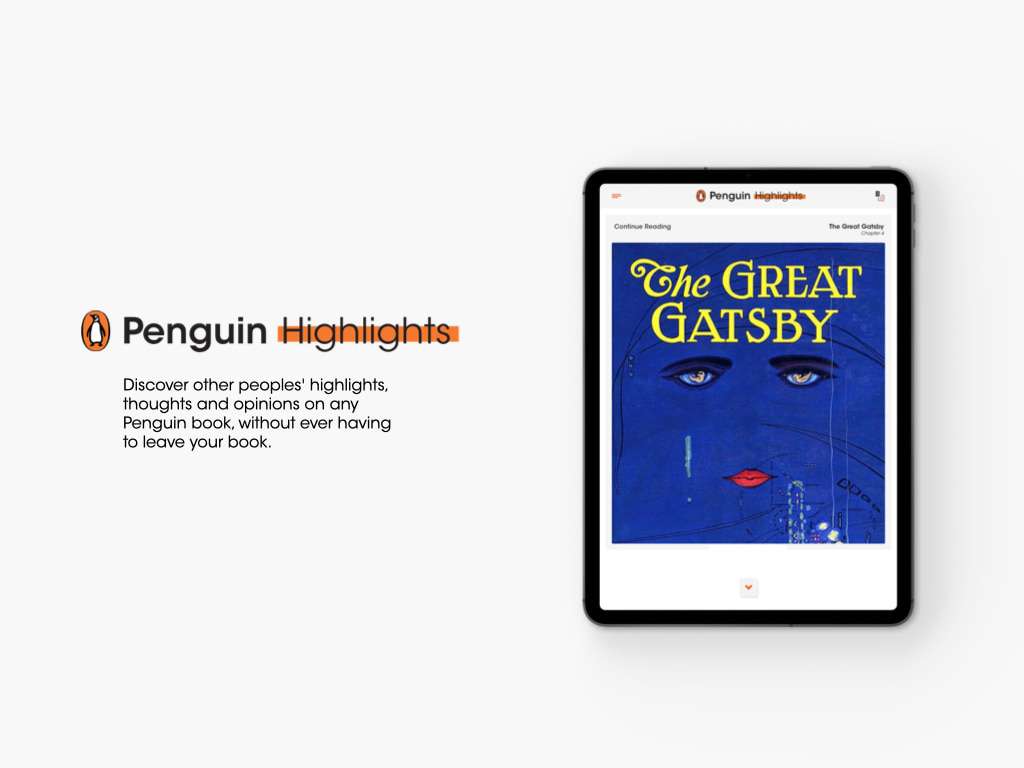 Penguin Highlights
Discover other peoples' highlights,
thoughts and opinions on any
Penguin book, without ever having
to leave your book.
Penguin Highlights
Continue Reading
The Great Gatsby
Chapter 4
The GREAT
GATSBY